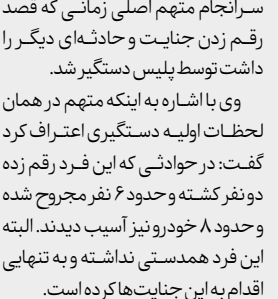 سرانجام متهم اصلی زمانی که قصد
رقم زدن جنایت و حادثه‌ای دیگر را
داشت توسط پلیس دستگیر شد.
وی با اشاره به اینکه متهم در همان
لحظات اولیه دستگیری اعتراف کرد
گفت: در حوادثی که این فرد رقم زده
دو نفر کشته و حدود ۶ نفر مجروح شده
و حدود ۸ خودرو نیز آسیب دیدند. البته
این فرد همدستی نداشته و به تنهایی
اقدام به این جنایت‌ها کرده است.